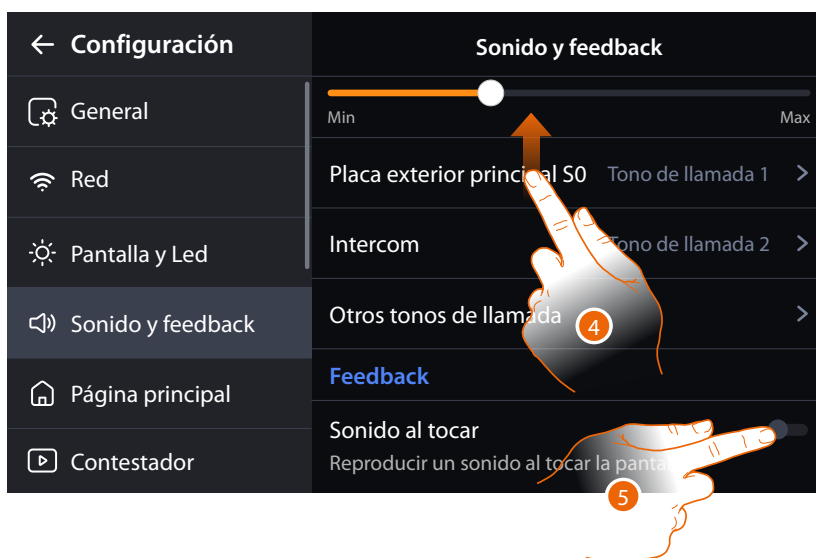 Configuración
General
Red
Pantalla y Led
Sonido y feedback
Página principal
Contestador
Sonido y feedback
Min Max
Placa exterior principal S0 Tono de llamada 1
Intercom Tono de llamada 2
Otros tonos de llamada
4
Feedback
Sonido al tocar
Reproducir un sonido al tocar la
5